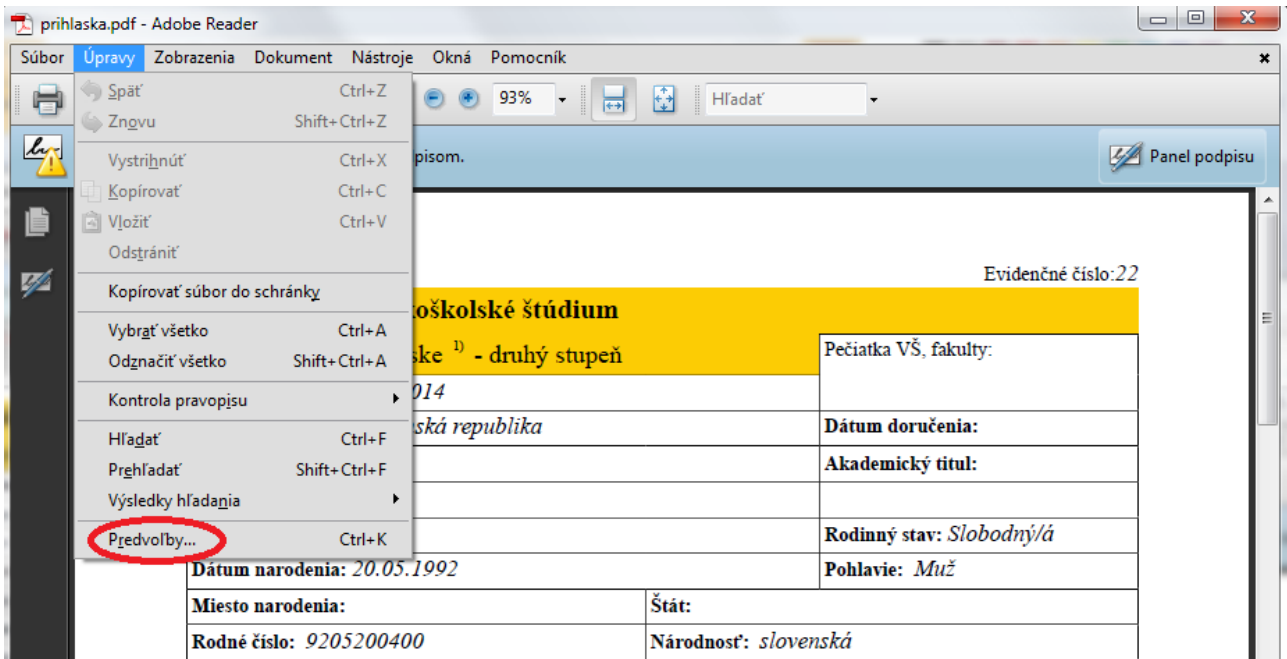 prihlaska.pdf - Adobe Reader
Súbor Úpravy Zobrazenia Dokument Nástroje Okná Pomocník
Späť Ctrl+Z
Znovu Shift+Ctrl+Z
Vystrihnúť Ctrl+X
Kopírovať Ctrl+C
Vložiť Ctrl+V
Odstrániť
Kopírovať súbor do schránky
Vybrať všetko Ctrl+A
Odznačiť všetko Shift+Ctrl+A
Kontrola pravopisu
Hľadať Ctrl+F
Prehľadať Shift+Ctrl+F
Výsledky hľadania
Predvoľby... Ctrl+K
93% Hľadať
pisom. Panel podpisu
Evidenčné číslo:22
oškolské štúdium
ske 1) - druhý stupeň
Pečiatka VŠ, fakulty:
014
ská republika Dátum doručenia:
Akademický titul:
Rodinný stav: Slobodný/á
Dátum narodenia: 20.05.1992 Pohlavie: Muž
Miesto narodenia: Štát:
Rodné číslo: 9205200400 Národnosť: slovenská